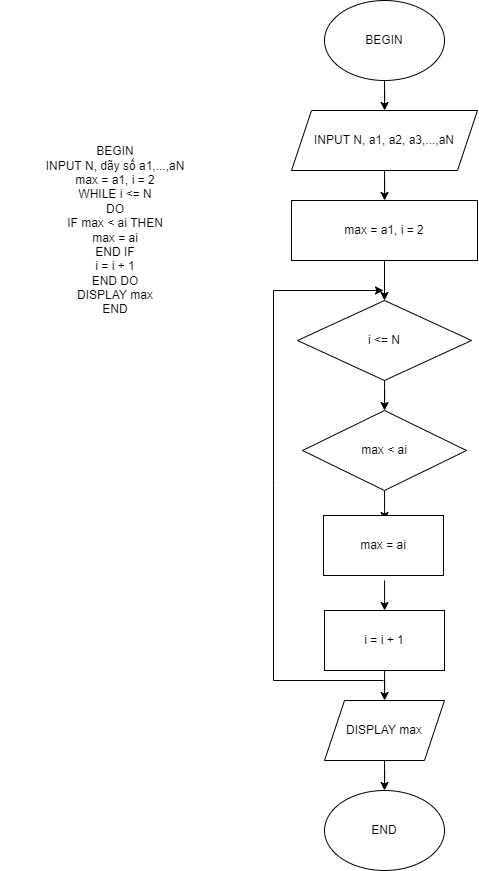 BEGIN
INPUT N, dãy số a1,...,aN
max = a1, i = 2
WHILE i <= N
DO
IF max < ai THEN
max = ai
END IF
i = i + 1
END DO
DISPLAY max
END
BEGIN
INPUT N, a1, a2, a3,...,aN
max = a1, i = 2
i <= N
max < ai
max = ai
i = i + 1
DISPLAY max
END